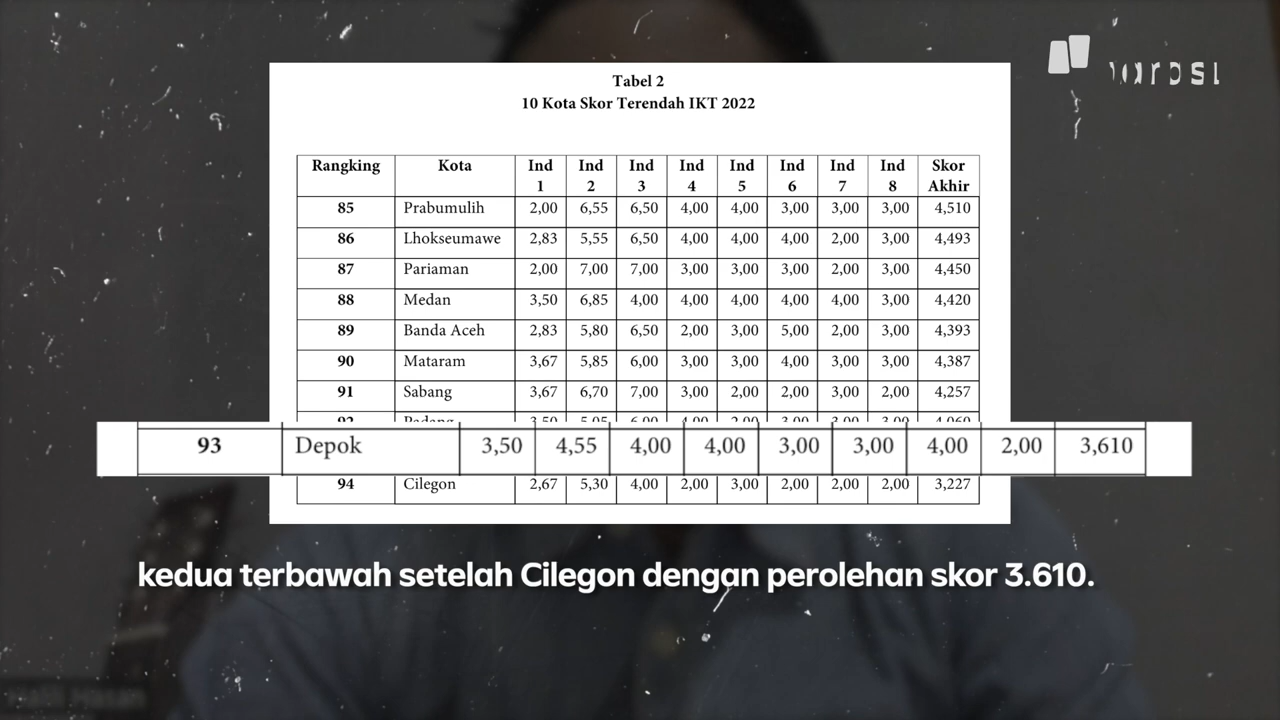 Tabel 2
10 Kota Skor Terendah IKT 2022
Rangking Kota Ind 1 Ind 2 Ind 3 Ind 4 Ind 5 Ind 6 Ind 7 Ind 8 Skor Akhir
85 Prabumulih 2,00 6,55 6,50 4,00 4,00 3,00 3,00 3,00 4,510
86 Lhokseumawe 2,83 5,55 6,50 4,00 4,00 4,00 2,00 3,00 4,493
87 Pariaman 2,00 7,00 7,00 3,00 3,00 3,00 2,00 3,00 4,450
88 Medan 3,50 6,85 4,00 4,00 4,00 4,00 4,00 3,00 4,420
89 Banda Aceh 2,83 5,80 6,50 2,00 3,00 5,00 2,00 3,00 4,393
90 Mataram 3,67 5,85 6,00 3,00 3,00 4,00 3,00 3,00 4,387
91 Sabang 3,67 6,70 7,00 3,00 2,00 2,00 3,00 2,00 4,257
93 Depok 3,50 4,55 4,00 4,00 3,00 3,00 4,00 2,00 3,610
94 Cilegon 2,67 5,30 4,00 2,00 3,00 2,00 2,00 2,00 3,227
kedua terbawah setelah Cilegon dengan perolehan skor 3.610.